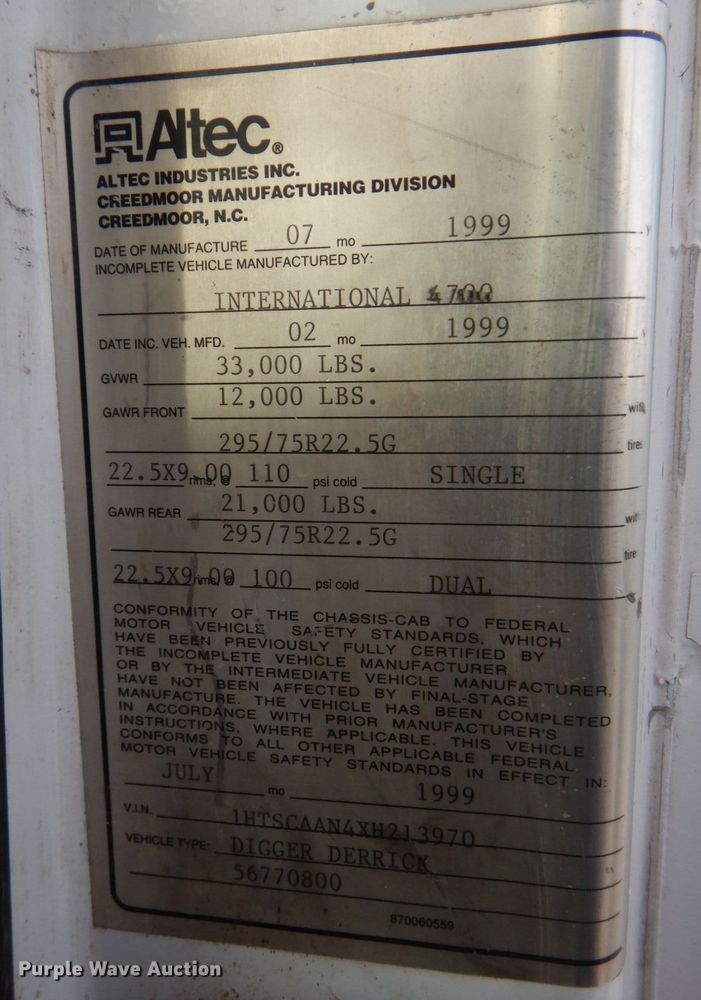 Altec®
ALTEC INDUSTRIES INC.
CREEDMOOR MANUFACTURING DIVISION
CREEDMOOR, N.C.
DATE OF MANUFACTURE 07 mo 1999 y
INCOMPLETE VEHICLE MANUFACTURED BY:
INTERNATIONAL 4700
DATE INC. VEH. MFD. 02 mo 1999
GVWR 33,000 LBS.
GAWR FRONT 12,000 LBS. with
295/75R22.5G tires
22.5X9.00 rims, @ 110 psi cold SINGLE
GAWR REAR 21,000 LBS. wit
295/75R22.5G tire
22.5X9.00 rims, @ 100 psi cold DUAL
CONFORMITY OF THE CHASSIS-CAB TO FEDERAL
MOTOR VEHICLE SAFETY STANDARDS, WHICH
HAVE BEEN PREVIOUSLY FULLY CERTIFIED BY
THE INCOMPLETE VEHICLE MANUFACTURER
OR BY THE INTERMEDIATE VEHICLE MANUFACTURER,
HAVE NOT BEEN AFFECTED BY FINAL-STAGE
MANUFACTURE. THE VEHICLE HAS BEEN COMPLETED
IN ACCORDANCE WITH PRIOR MANUFACTURER'S
INSTRUCTIONS, WHERE APPLICABLE. THIS VEHICLE
CONFORMS TO ALL OTHER APPLICABLE FEDERAL
MOTOR VEHICLE SAFETY STANDARDS IN EFFECT IN:
JULY mo 1999
V.I.N. 1HTSCAAN4XH213970
VEHICLE TYPE: DIGGER DERRICK
56770800
870060559
Purple Wave Auction